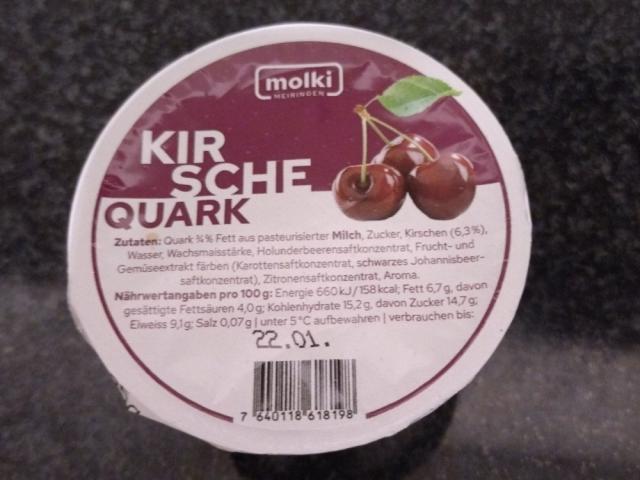 molki
MEIRINGEN
KIR
SCHE
QUARK
Zutaten: Quark ¾% Fett aus pasteurisierter Milch, Zucker, Kirschen (6,3%),
Wasser, Wachsmaisstärke, Holunderbeerensaftkonzentrat, Frucht- und
Gemüseextrakt färben (Karottensaftkonzentrat, schwarzes Johannisbeer-
saftkonzentrat), Zitronensaftkonzentrat, Aroma.
Nährwertangaben pro 100 g: Energie 660 kJ / 158 kcal; Fett 6,7 g, davon
gesättigte Fettsäuren 4,0 g; Kohlenhydrate 15,2 g, davon Zucker 14,7 g;
Eiweiss 9,1 g; Salz 0,07 g | unter 5 °C aufbewahren | verbrauchen bis:
22.01.
7 640118 618198